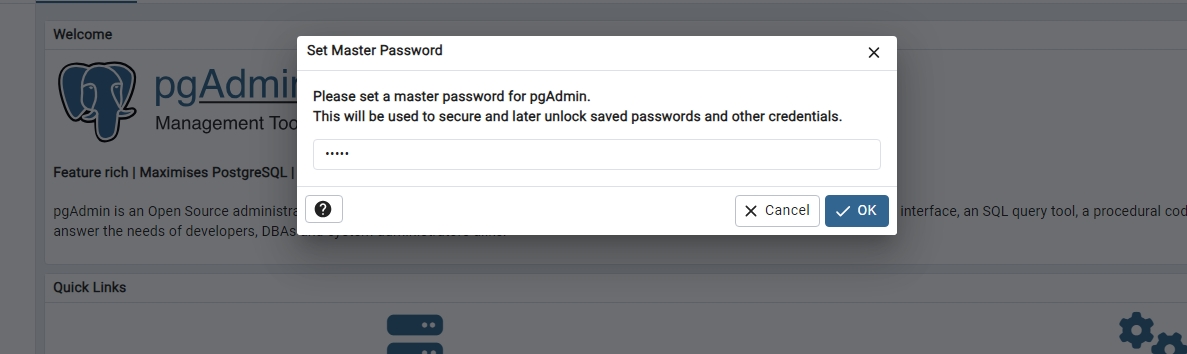 Welcome
Set Master Password
pgAdmin
Management Too
Please set a master password for pgAdmin.
This will be used to secure and later unlock saved passwords and other credentials.
•••••
Feature rich | Maximises PostgreSQL |
Cancel
OK
pgAdmin is an Open Source administra
interface, an SQL query tool, a procedural cod
answer the needs of developers, DBAs
Quick Links